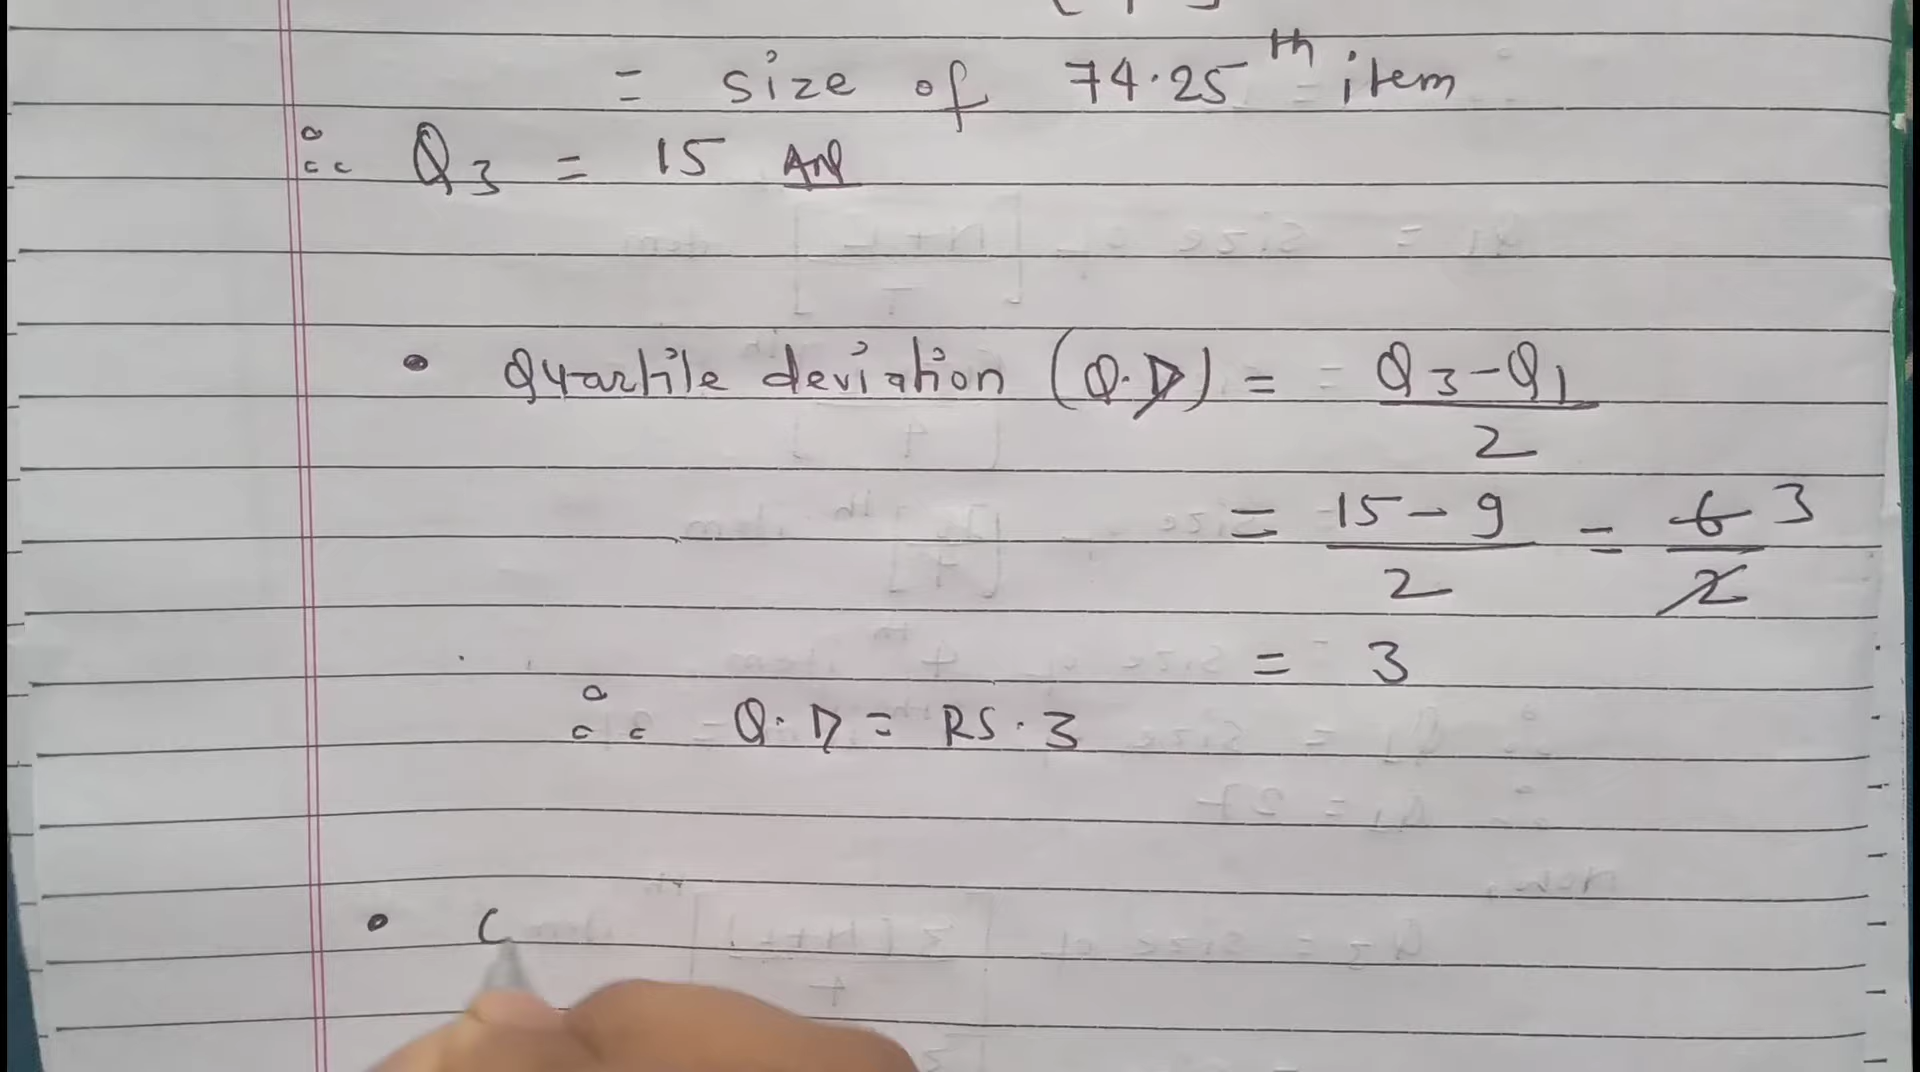 = size of 74.25th item
∴ Q3 = 15 Ans
• Quartile deviation (Q.D) = Q3-Q1 / 2
= 15-9 / 2 = 6 / 2 3
= 3
∴ Q.D = RS.3
• C